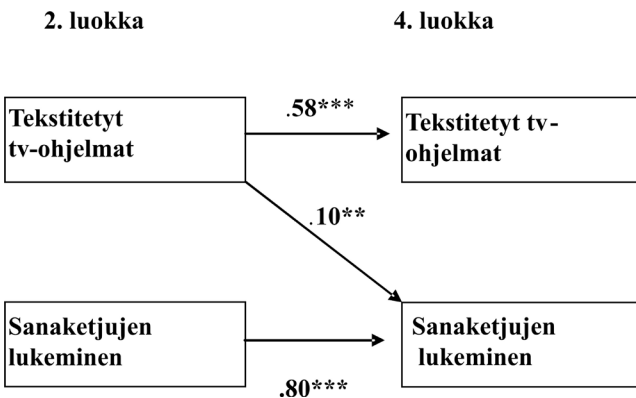 2. luokka
4. luokka
Tekstitetyt
tv-ohjelmat
.58***
Tekstitetyt tv-
ohjelmat
.10**
Sanaketjujen
lukeminen
.80***
Sanaketjujen
lukeminen